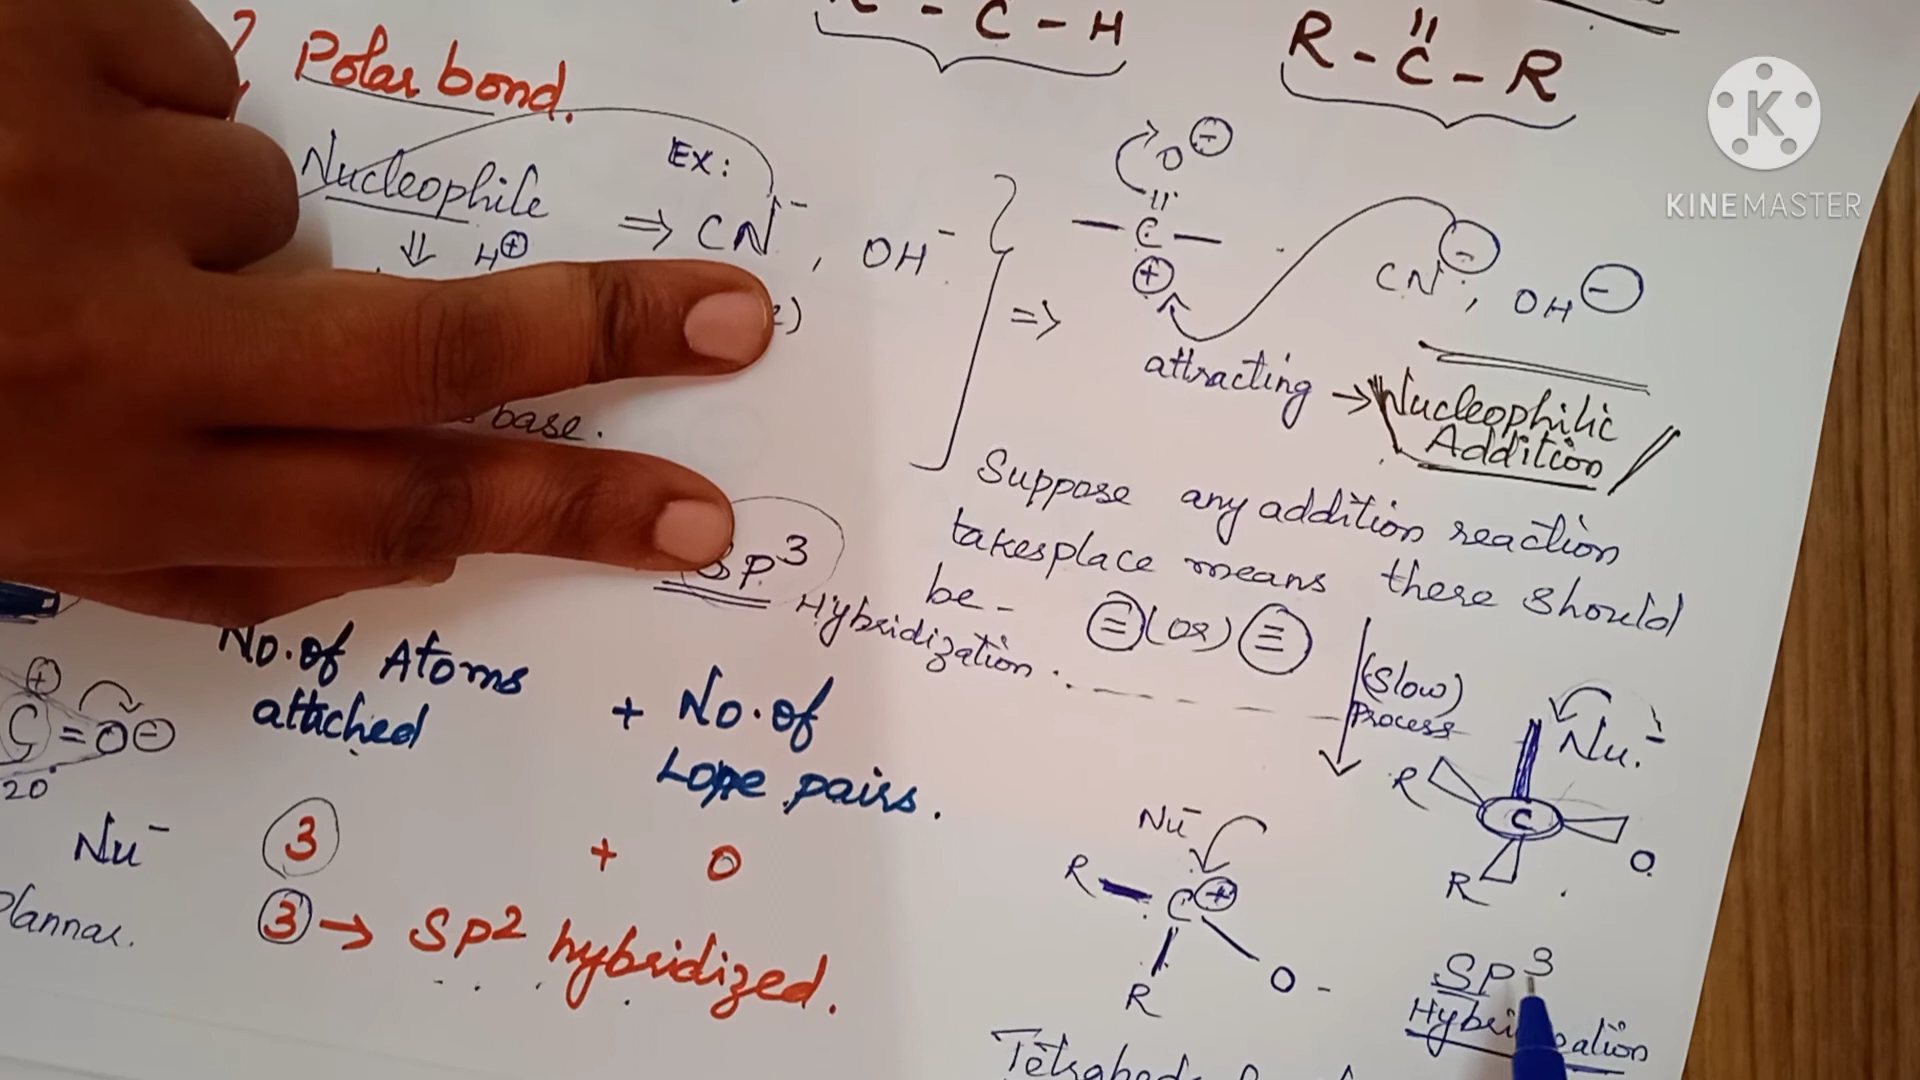 C - H
R - C - R
Polar bond.
Nucleophile
H⊕
Ex:
⇒ CN⁻, OH⁻
base.
⇒
O⊖
— C —
⊕
CN⊖, OH⊖
attracting → Nucleophilic
Addition
Suppose any addition reaction
takesplace means there should
be -
(or)
SP³
Hybridization.
(Slow)
Process
No. of Atoms
attached
+ No. of
Lone pairs.
C = O⊖
20
Nu⁻
3 + 0
3 → SP² hybridized.
Nu⁻
R
C⊕
R
O -
Nu:⁻
R
C
O
R
SP³
KINEMASTER
K